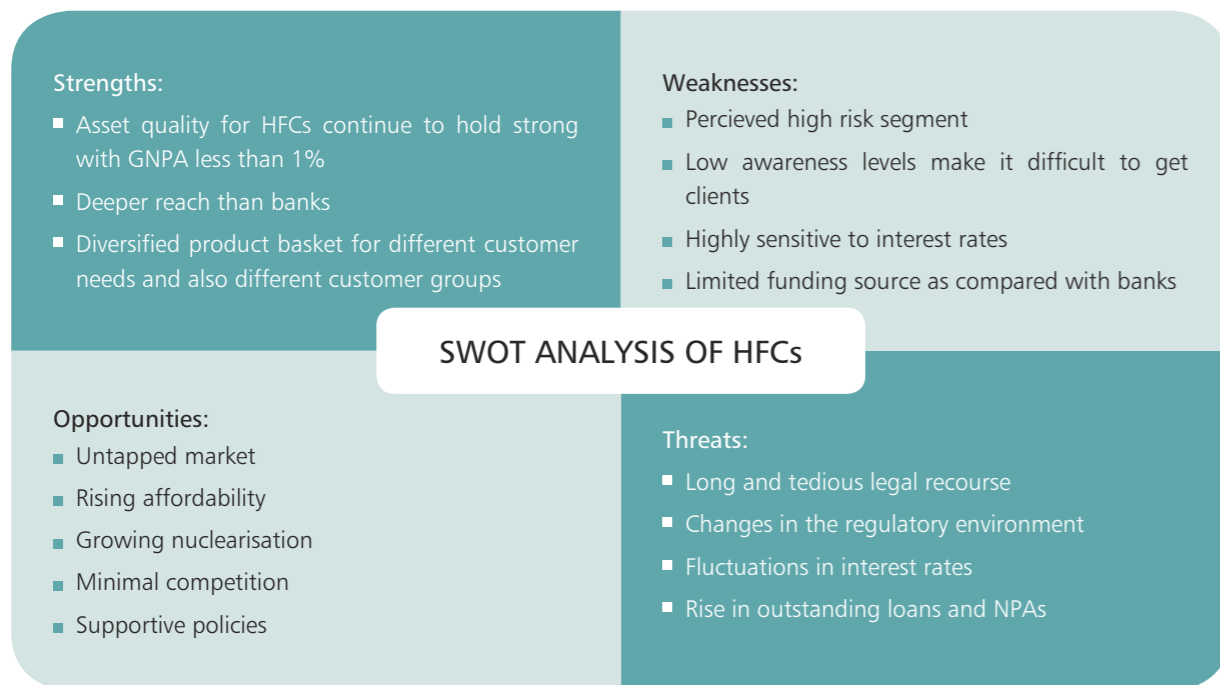 Strengths:
Asset quality for HFCs continue to hold strong
with GNPA less than 1%
Deeper reach than banks
Diversified product basket for different customer
needs and also different customer groups
Weaknesses:
Percieved high risk segment
Low awareness levels make it difficult to get
clients
Highly sensitive to interest rates
Limited funding source as compared with banks
SWOT ANALYSIS OF HFCs
Opportunities:
Untapped market
Rising affordability
Growing nuclearisation
Minimal competition
Supportive policies
Threats:
Long and tedious legal recourse
Changes in the regulatory environment
Fluctuations in interest rates
Rise in outstanding loans and NPAs